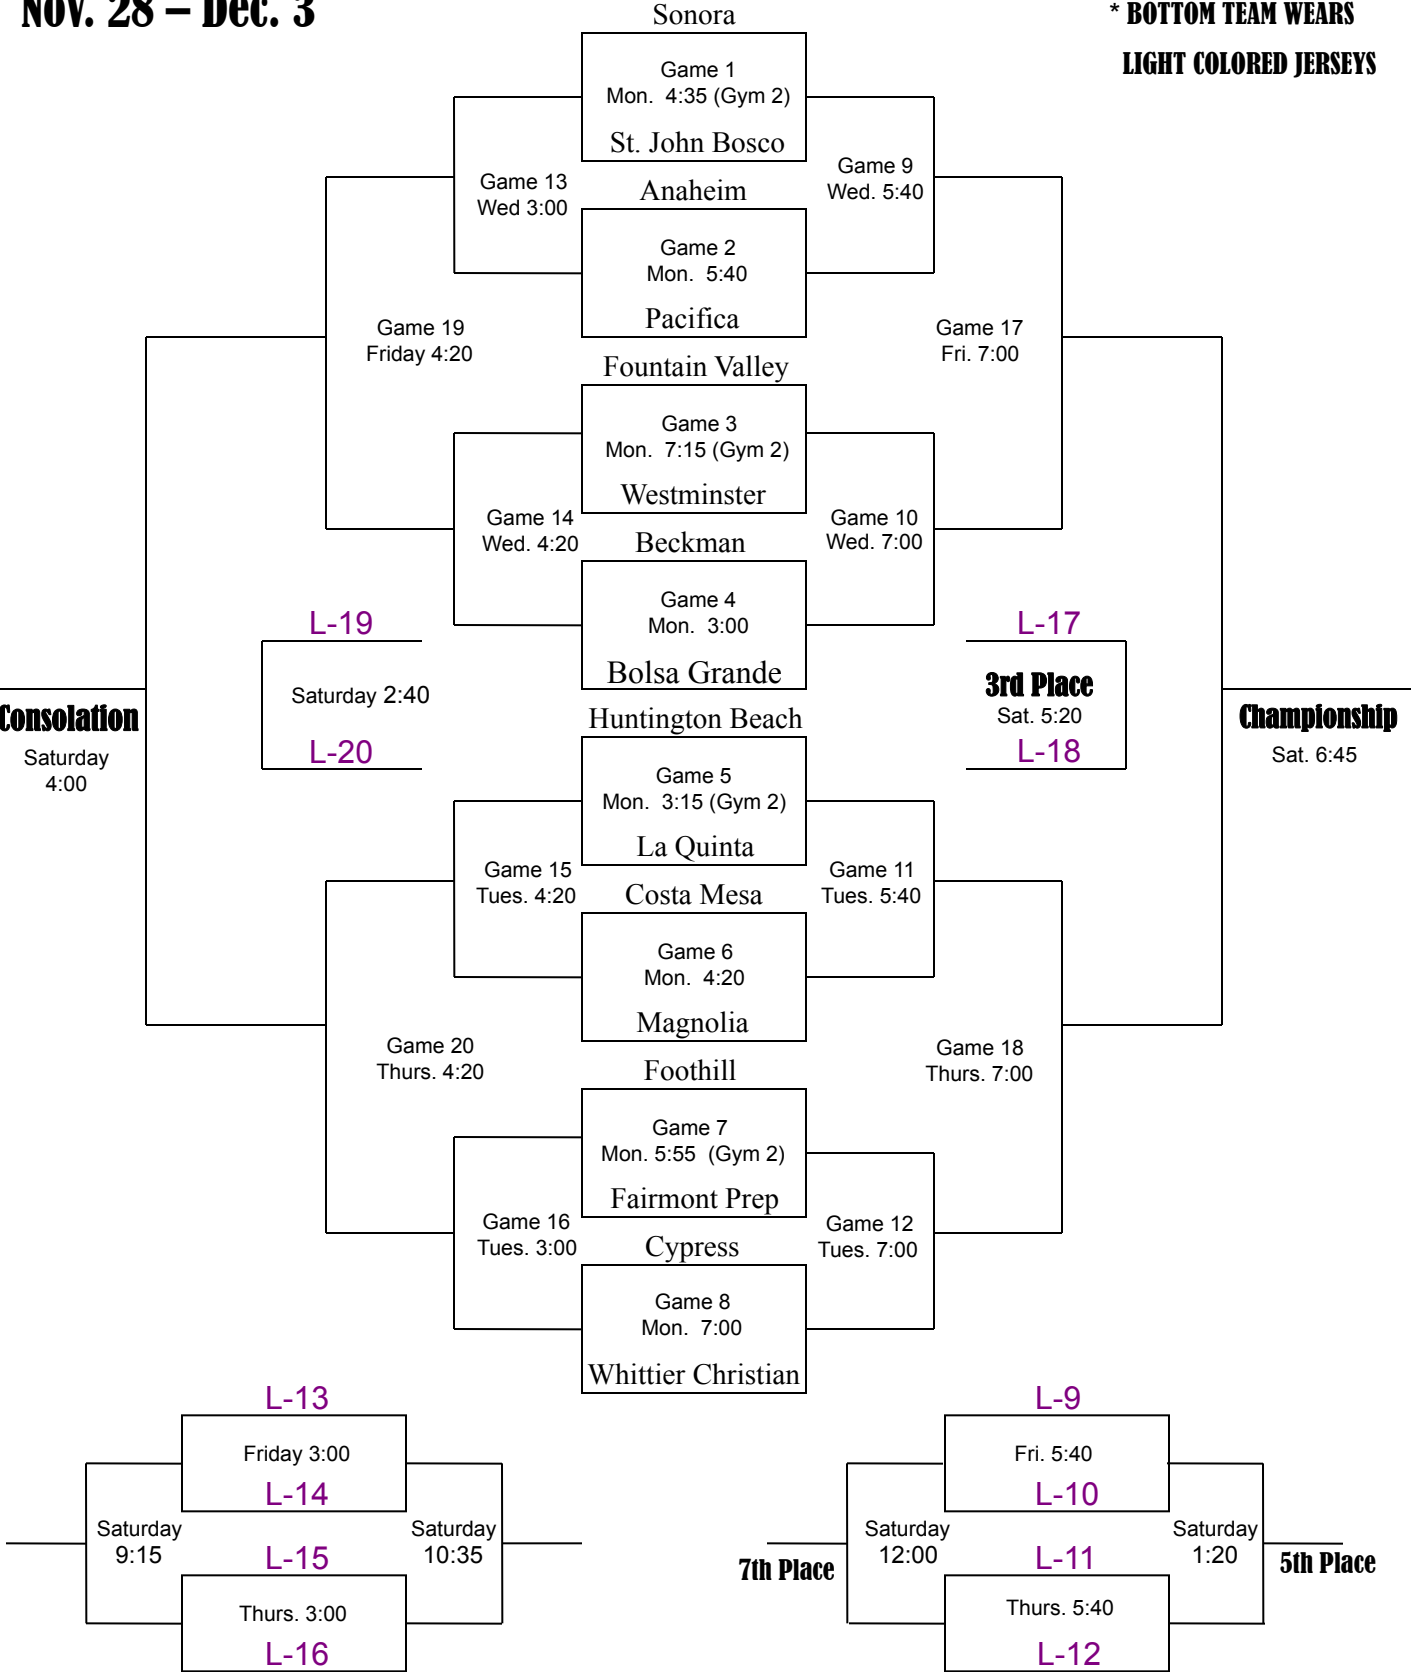 Nov. 28 – Dec. 3
* BOTTOM TEAM WEARS
LIGHT COLORED JERSEYS
Sonora
Game 1
Mon.  4:35 (Gym 2)
St. John Bosco
Game 13
Wed 3:00
Game 9
Wed. 5:40
Anaheim
Game 2
Mon.  5:40
Pacifica
Game 19
Friday 4:20
Game 17
Fri. 7:00
Fountain Valley
Game 3
Mon.  7:15 (Gym 2)
Westminster
Game 14
Wed. 4:20
Game 10
Wed. 7:00
Beckman
Game 4
Mon.  3:00
Bolsa Grande
L-19
Saturday 2:40
L-20
L-17
3rd Place
Sat. 5:20
L-18
Consolation
Saturday
4:00
Championship
Sat. 6:45
Huntington Beach
Game 5
Mon.  3:15 (Gym 2)
La Quinta
Game 15
Tues. 4:20
Game 11
Tues. 5:40
Costa Mesa
Game 6
Mon.  4:20
Magnolia
Game 20
Thurs. 4:20
Game 18
Thurs. 7:00
Foothill
Game 7
Mon. 5:55  (Gym 2)
Fairmont Prep
Game 16
Tues. 3:00
Game 12
Tues. 7:00
Cypress
Game 8
Mon.  7:00
Whittier Christian
L-13
Friday 3:00
L-14
Saturday
9:15
Saturday
10:35
L-15
Thurs. 3:00
L-16
L-9
Fri. 5:40
L-10
7th Place
Saturday
12:00
Saturday
1:20
5th Place
L-11
Thurs. 5:40
L-12